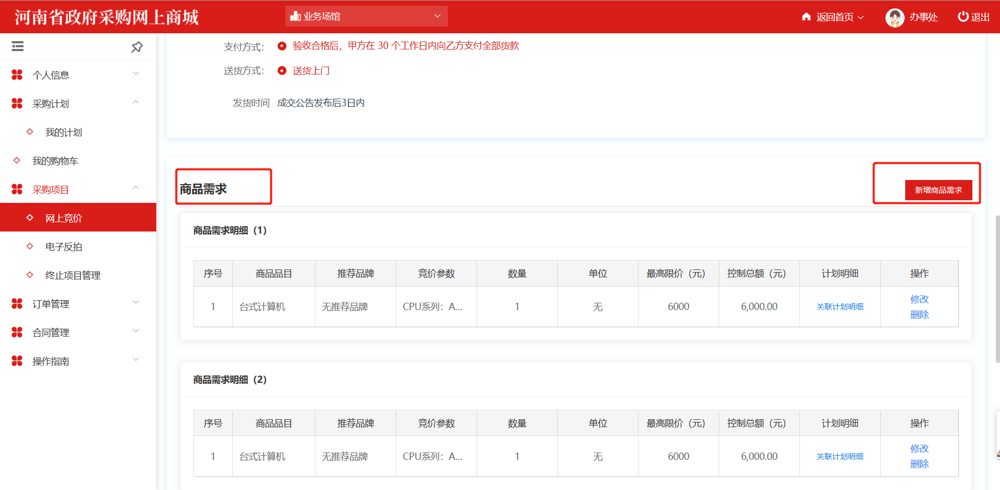 河南省政府采购网上商城
业务场馆
返回首页
办事处
退出
个人信息
采购计划
我的计划
我的购物车
采购项目
网上竞价
电子反拍
终止项目管理
订单管理
合同管理
操作指南
支付方式：
验收合格后，甲方在 30 个工作日内向乙方支付全部货款
送货方式：
送货上门
发货时间 成交公告发布后3日内
商品需求
新增商品需求
商品需求明细（1）
序号 商品品目 推荐品牌 竞价参数 数量 单位 最高限价（元） 控制总额（元） 计划明细 操作
1 台式计算机 无推荐品牌 CPU系列：A... 1 无 6000 6,000.00 关联计划明细 修改
删除
商品需求明细（2）
序号 商品品目 推荐品牌 竞价参数 数量 单位 最高限价（元） 控制总额（元） 计划明细 操作
1 台式计算机 无推荐品牌 CPU系列：A... 1 无 6000 6,000.00 关联计划明细 修改
删除